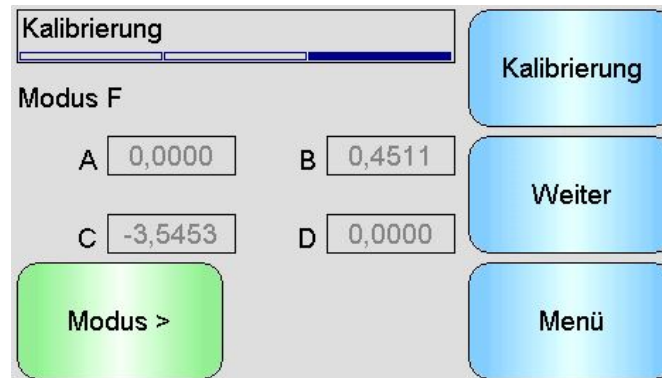 Kalibrierung
Modus F
A 0,0000 B 0,4511
C -3,5453 D 0,0000
Modus >
Kalibrierung
Weiter
Menü